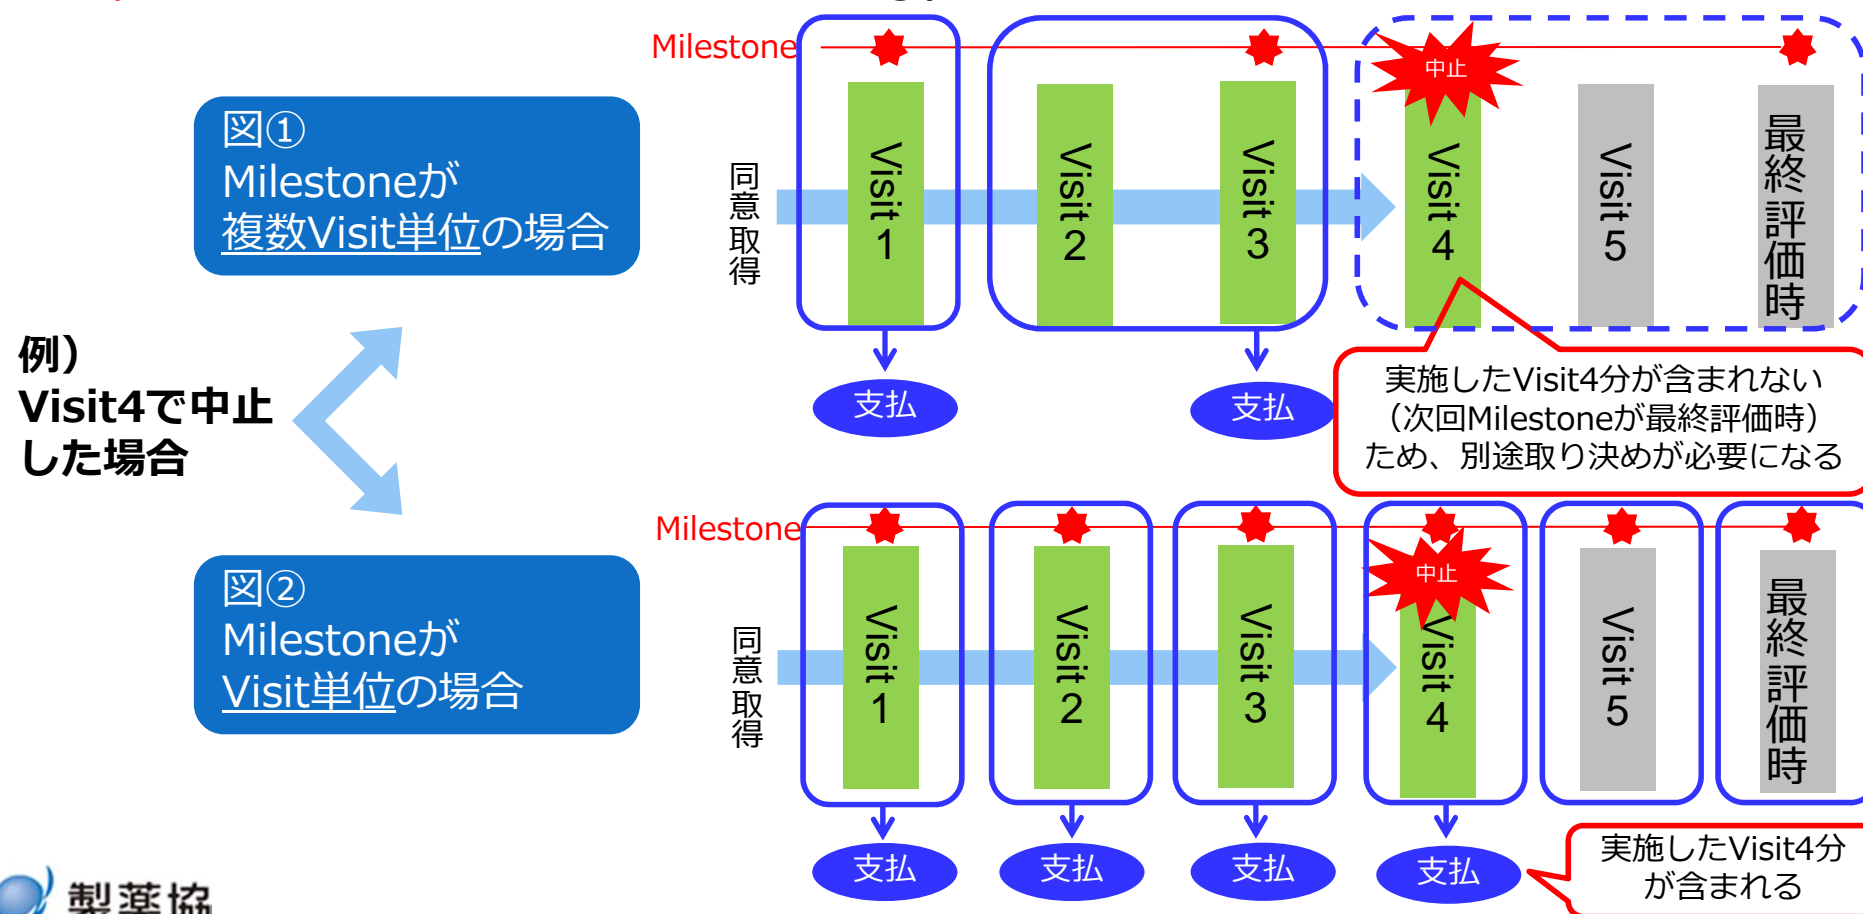 Milestone
中止
図①
Milestoneが
複数Visit単位の場合
同意取得
Visit 1
Visit 2
Visit 3
Visit 4
Visit 5
最終評価時
支払
支払
実施したVisit4分が含まれない
（次回Milestoneが最終評価時）
ため、別途取り決めが必要になる
例）
Visit4で中止
した場合
Milestone
中止
図②
Milestoneが
Visit単位の場合
同意取得
Visit 1
Visit 2
Visit 3
Visit 4
Visit 5
最終評価時
支払
支払
支払
支払
実施したVisit4分
が含まれる
製薬協